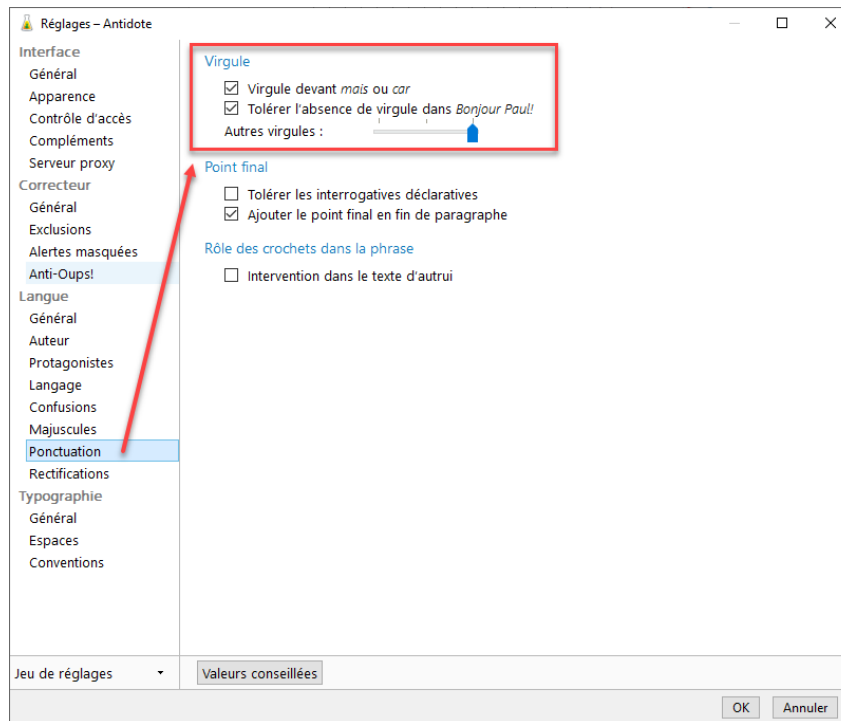 Réglages – Antidote
Interface
Général
Apparence
Contrôle d'accès
Compléments
Serveur proxy
Correcteur
Général
Exclusions
Alertes masquées
Anti-Oups!
Langue
Général
Auteur
Protagonistes
Langage
Confusions
Majuscules
Ponctuation
Rectifications
Typographie
Général
Espaces
Conventions
Jeu de réglages
Virgule
Virgule devant mais ou car
Tolérer l'absence de virgule dans Bonjour Paul!
Autres virgules :
Point final
Tolérer les interrogatives déclaratives
Ajouter le point final en fin de paragraphe
Rôle des crochets dans la phrase
Intervention dans le texte d'autrui
Valeurs conseillées
OK
Annuler